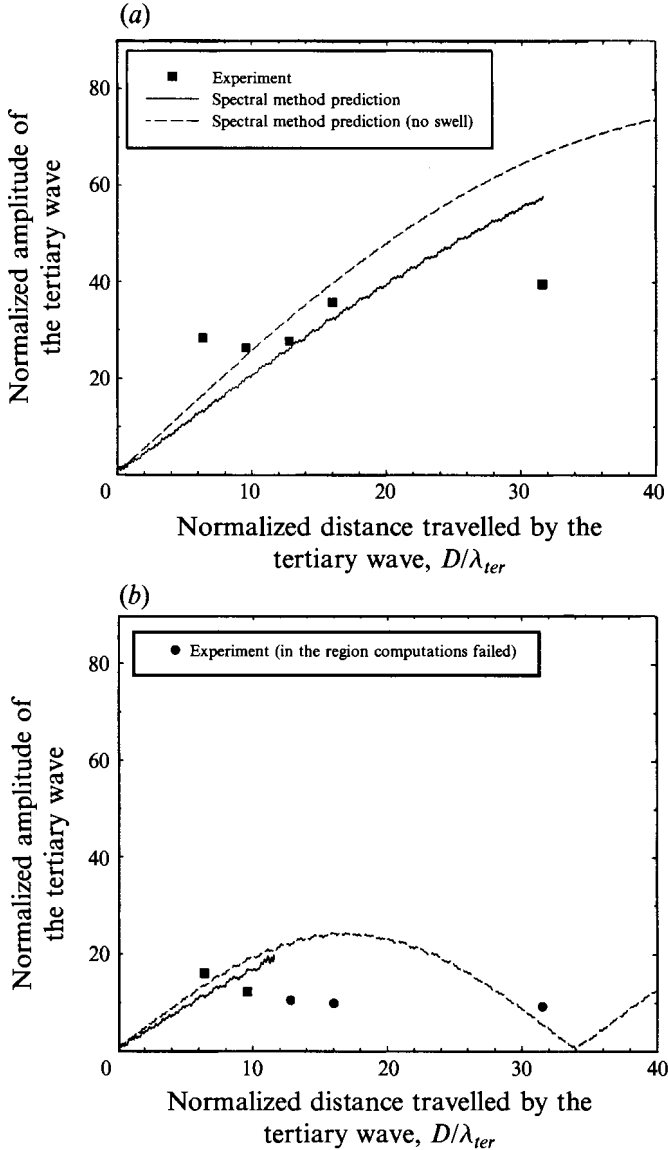 (a)
80
60
40
20
Normalized amplitude of
the tertiary wave
Experiment
Spectral method prediction
Spectral method prediction (no swell)
0 10 20 30 40
Normalized distance travelled by the
tertiary wave, D/λter
(b)
80
60
40
20
Normalized amplitude of
the tertiary wave
Experiment (in the region computations failed)
0 10 20 30 40
Normalized distance travelled by the
tertiary wave, D/λter